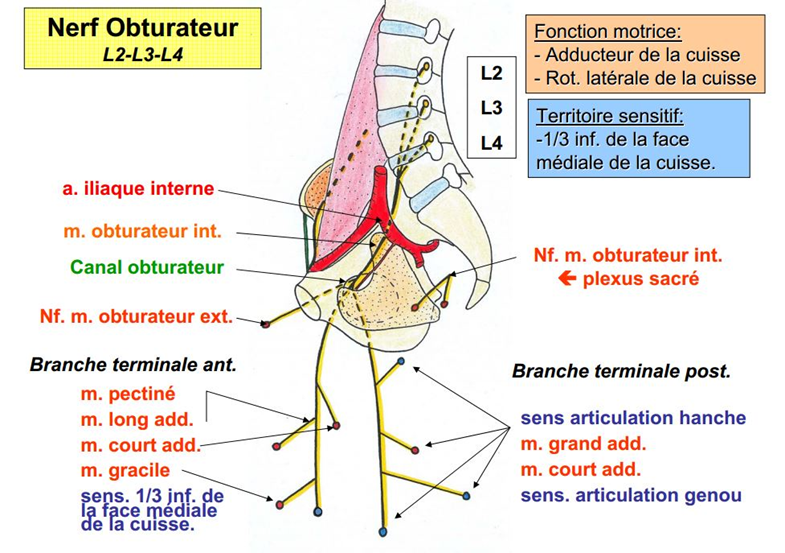 Nerf Obturateur
L2-L3-L4
Fonction motrice:
- Adducteur de la cuisse
- Rot. latérale de la cuisse
L2
L3
L4
Territoire sensitif:
-1/3 inf. de la face
médiale de la cuisse.
a. iliaque interne
m. obturateur int.
Canal obturateur
Nf. m. obturateur ext.
Nf. m. obturateur int.
← plexus sacré
Branche terminale ant.
m. pectiné
m. long add.
m. court add.
m. gracile
sens. 1/3 inf. de
la face médiale
de la cuisse.
Branche terminale post.
sens articulation hanche
m. grand add.
m. court add.
sens. articulation genou